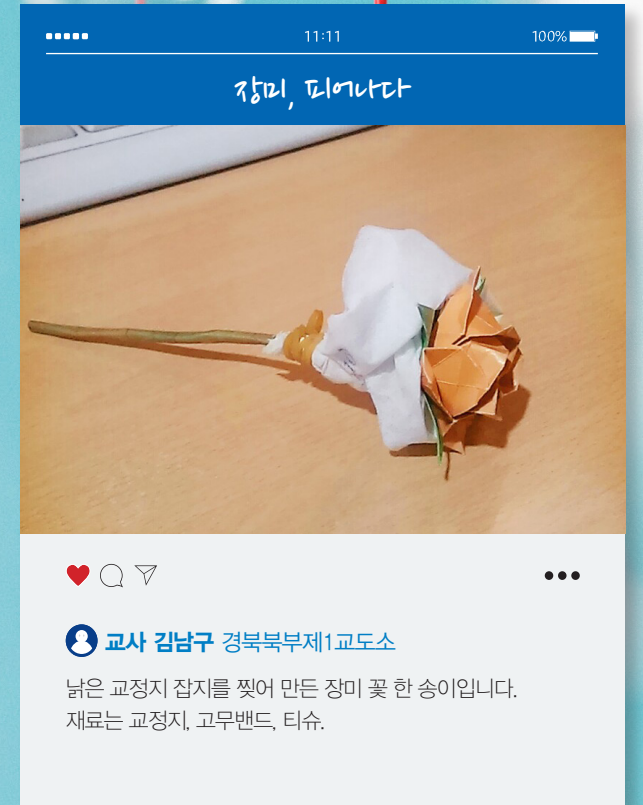 11:11
100%
장미, 피어나다
교사 김남구 경북북부제1교도소
낡은 교정지 잡지를 찢어 만든 장미 꽃 한 송이입니다.
재료는 교정지, 고무밴드, 티슈.